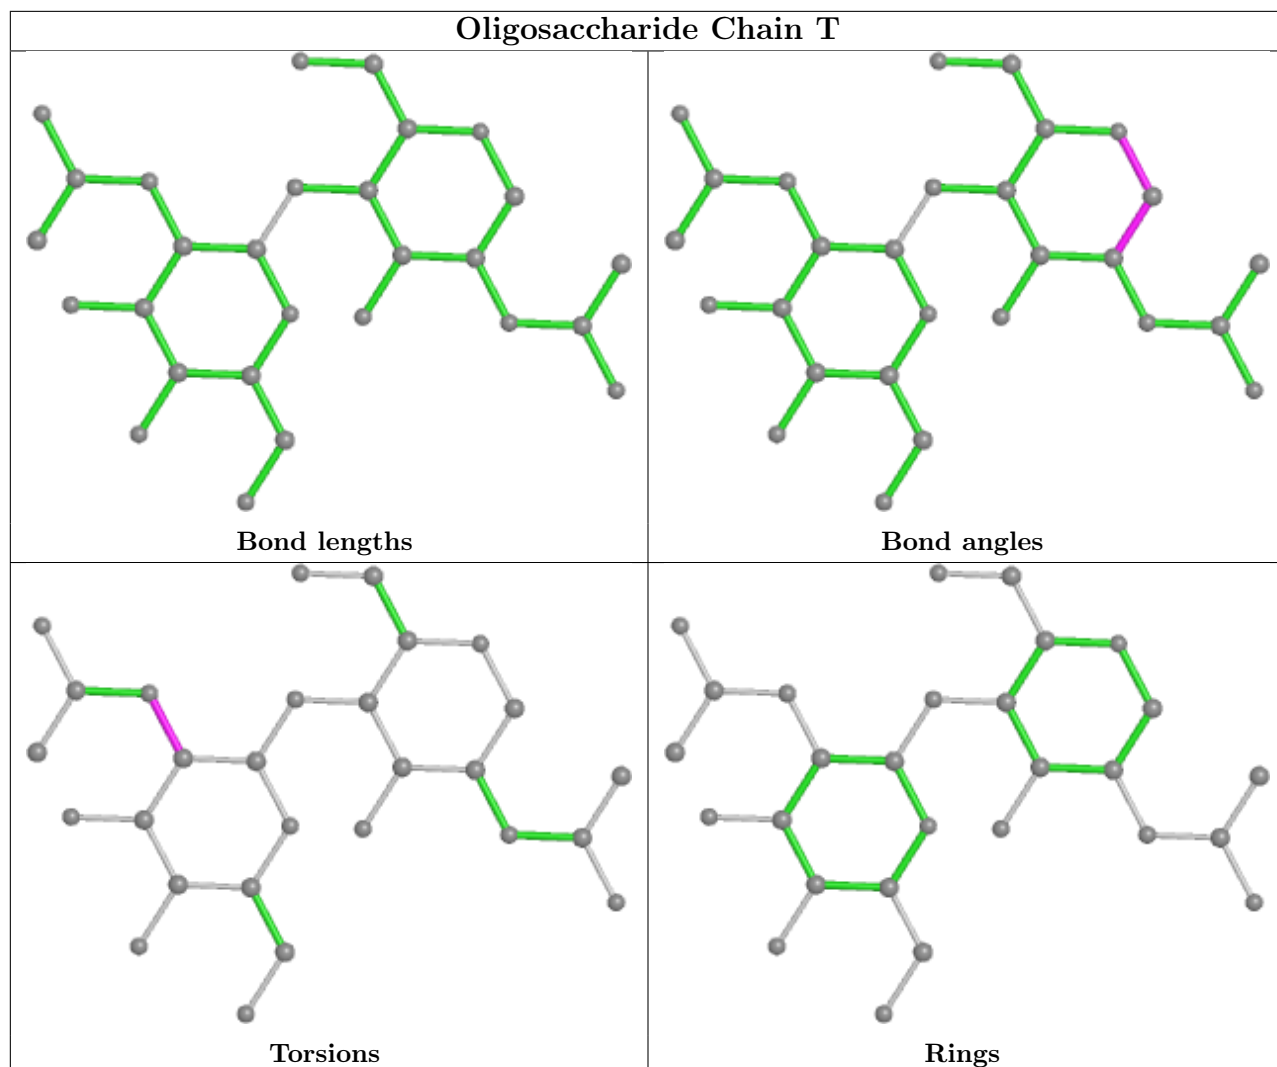 Oligosaccharide Chain T
Bond lengths
Bond angles
Torsions
Rings